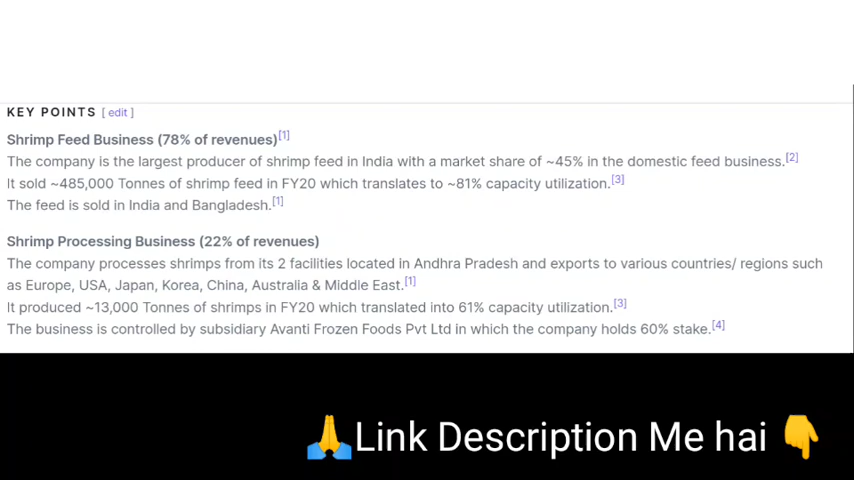 KEY POINTS [ edit ]
Shrimp Feed Business (78% of revenues)[1]
The company is the largest producer of shrimp feed in India with a market share of ~45% in the domestic feed business.[2]
It sold ~485,000 Tonnes of shrimp feed in FY20 which translates to ~81% capacity utilization.[3]
The feed is sold in India and Bangladesh.[1]
Shrimp Processing Business (22% of revenues)
The company processes shrimps from its 2 facilities located in Andhra Pradesh and exports to various countries/ regions such
as Europe, USA, Japan, Korea, China, Australia & Middle East.[1]
It produced ~13,000 Tonnes of shrimps in FY20 which translated into 61% capacity utilization.[3]
The business is controlled by subsidiary Avanti Frozen Foods Pvt Ltd in which the company holds 60% stake.[4]
🙏Link Description Me hai 👇